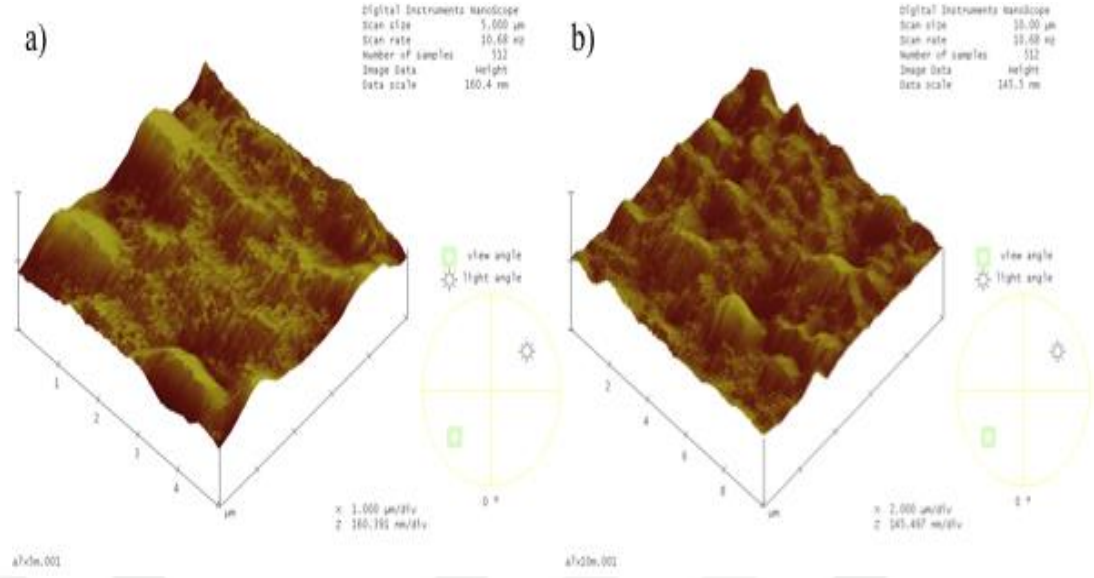 a)
Digital Instruments NanoScope
Scan size 5.000 µm
Scan rate 10.68 Hz
Number of samples 512
Image Data Height
Data scale 160.4 nm
view angle
light angle
1
2
3
4
µm
X 1.000 µm/div
Z 160.391 nm/div
0 °
a7x5m.001
b)
Digital Instruments NanoScope
Scan size 10.00 µm
Scan rate 10.68 Hz
Number of samples 512
Image Data Height
Data scale 145.5 nm
view angle
light angle
2
4
6
8
µm
X 2.000 µm/div
Z 145.497 nm/div
0 °
a7x10m.001